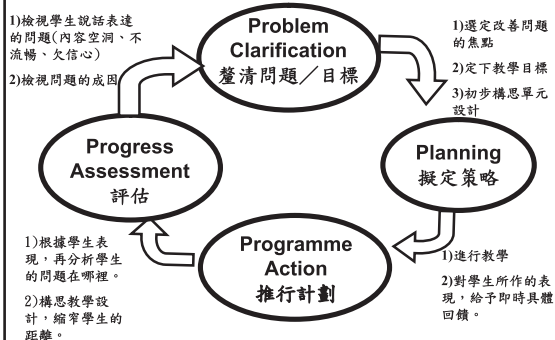 1)檢視學生說話表達
的問題(內容空洞、不
流暢、欠信心)
2)檢視問題的成因
Problem
Clarification
釐清問題／目標
1)選定改善問題
的焦點
2)定下教學目標
3)初步構思單元
設計
Progress
Assessment
評估
Planning
擬定策略
1)根據學生表
現，再分析學生
的問題在哪裡。
2)構思教學設
計，縮窄學生的
距離。
Programme
Action
推行計劃
1)進行教學
2)對學生所作的表
現，給予即時具體
回饋。